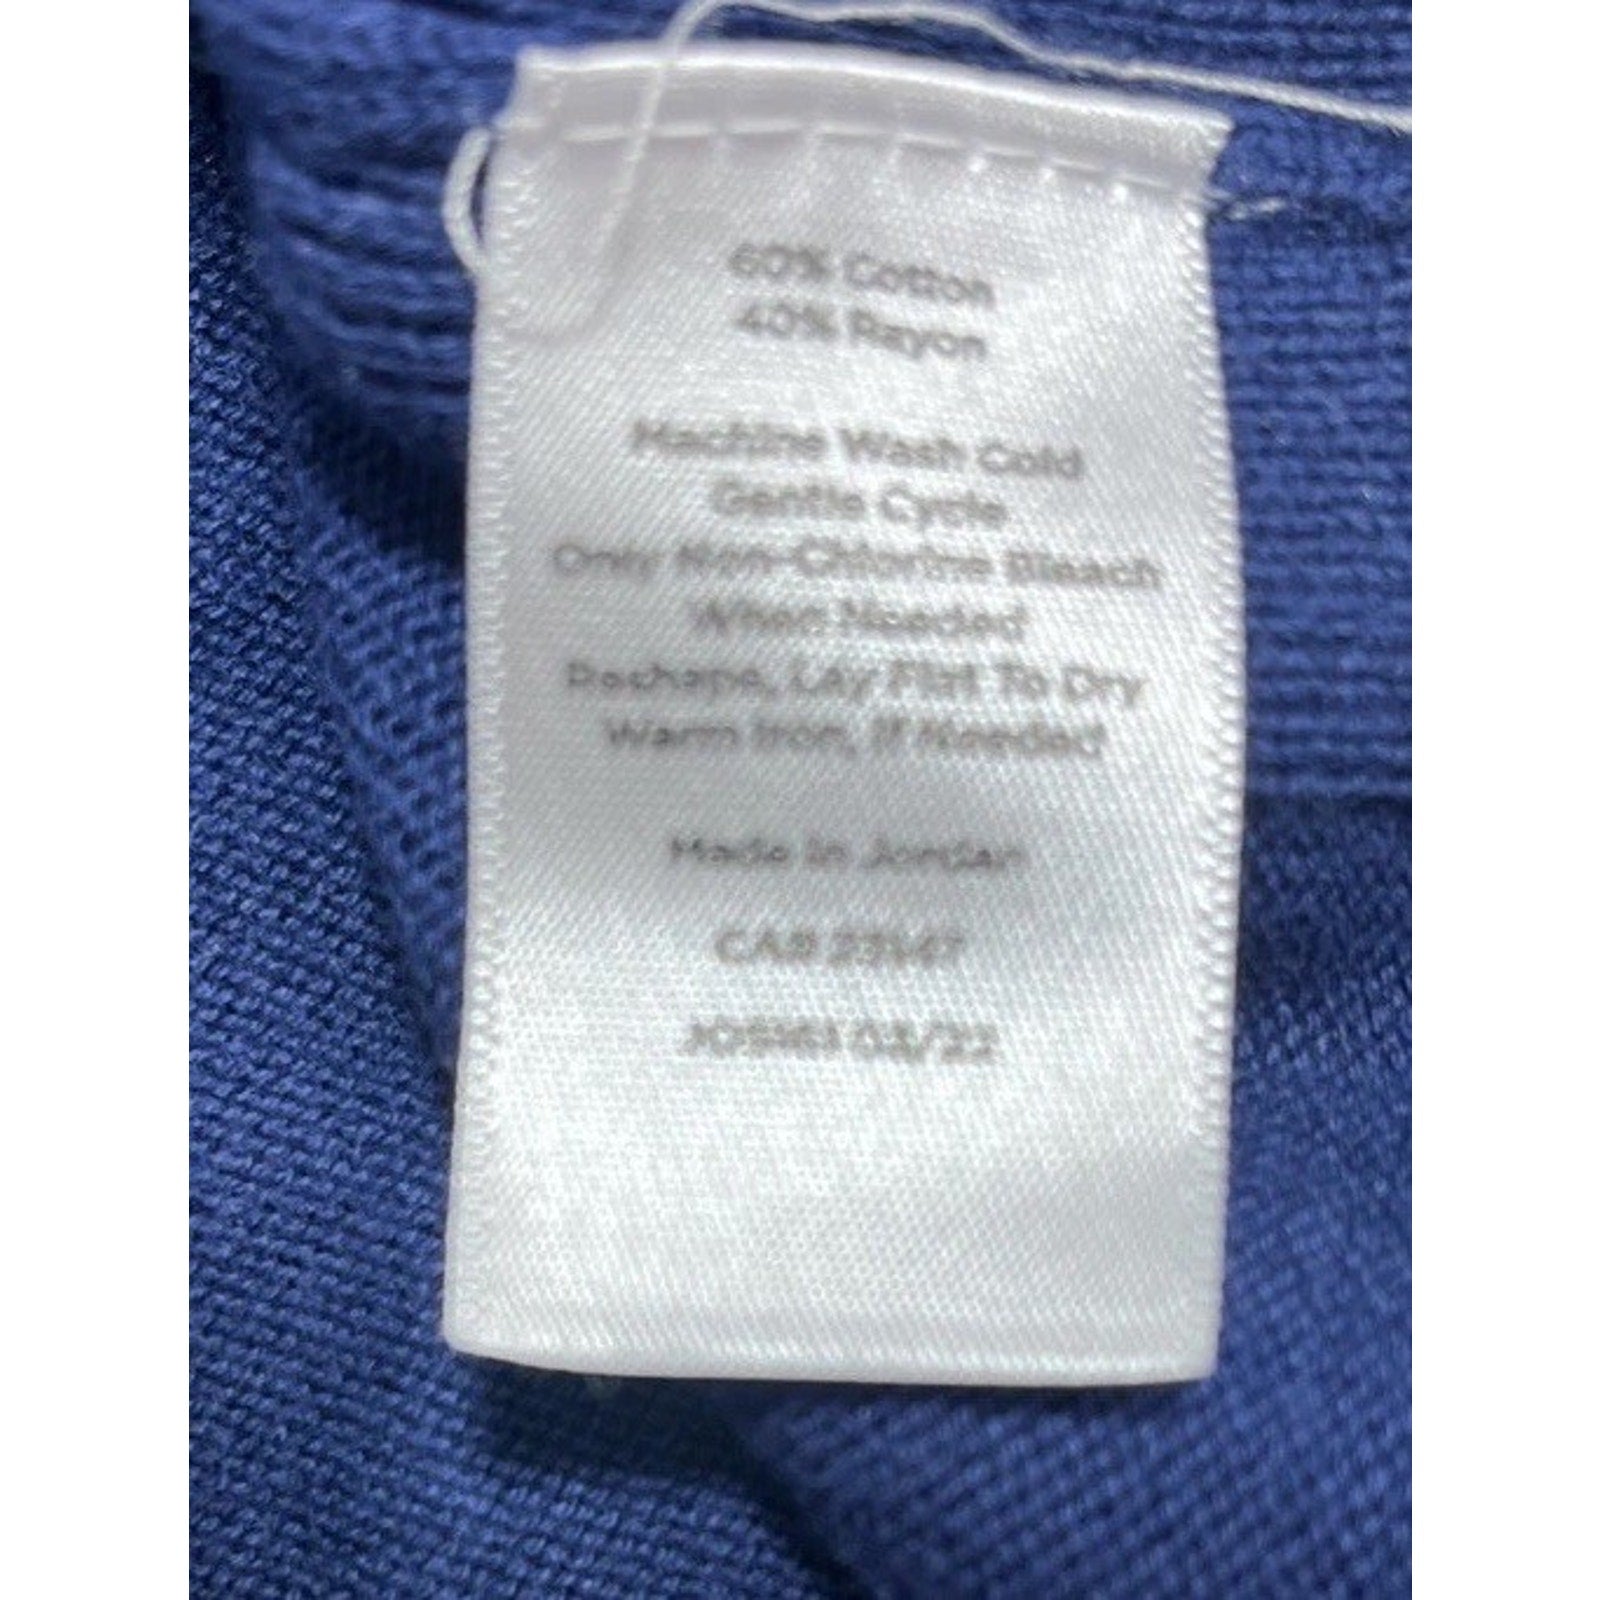 60% Cotton
40% Rayon
Machine Wash Cold
Gentle Cycle
Only Non-Chlorine Bleach
When Needed
Reshape, Lay Flat To Dry
Warm Iron, If Needed
Made In Jordan
CA#